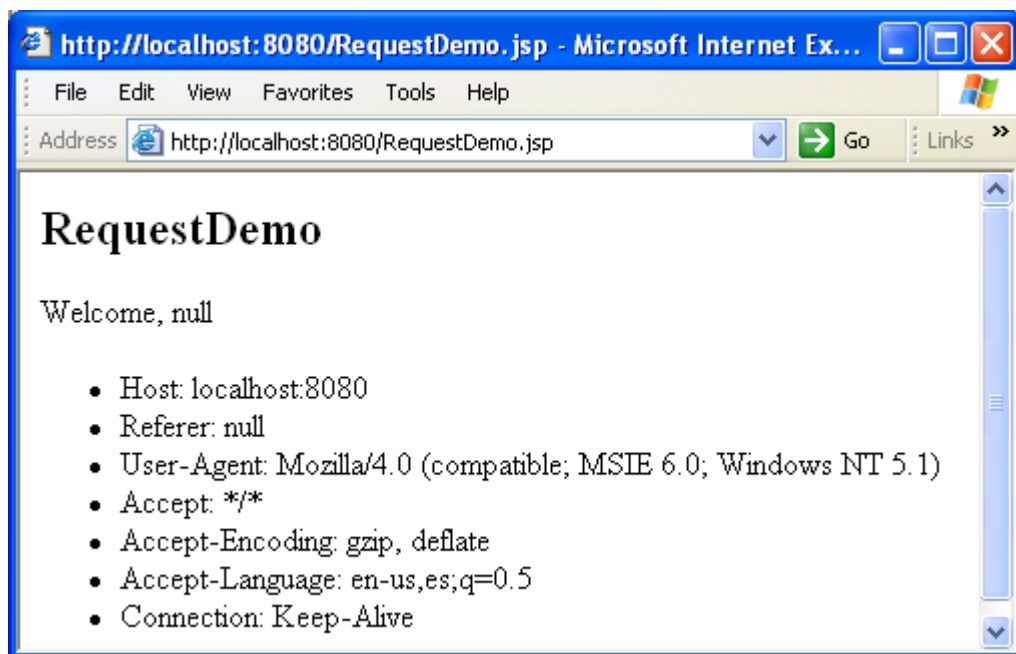 http://localhost:8080/RequestDemo.jsp - Microsoft Internet Ex...
File Edit View Favorites Tools Help
Address http://localhost:8080/RequestDemo.jsp Go Links »
RequestDemo
Welcome, null
• Host: localhost:8080
• Referer: null
• User-Agent: Mozilla/4.0 (compatible; MSIE 6.0; Windows NT 5.1)
• Accept: */*
• Accept-Encoding: gzip, deflate
• Accept-Language: en-us,es;q=0.5
• Connection: Keep-Alive